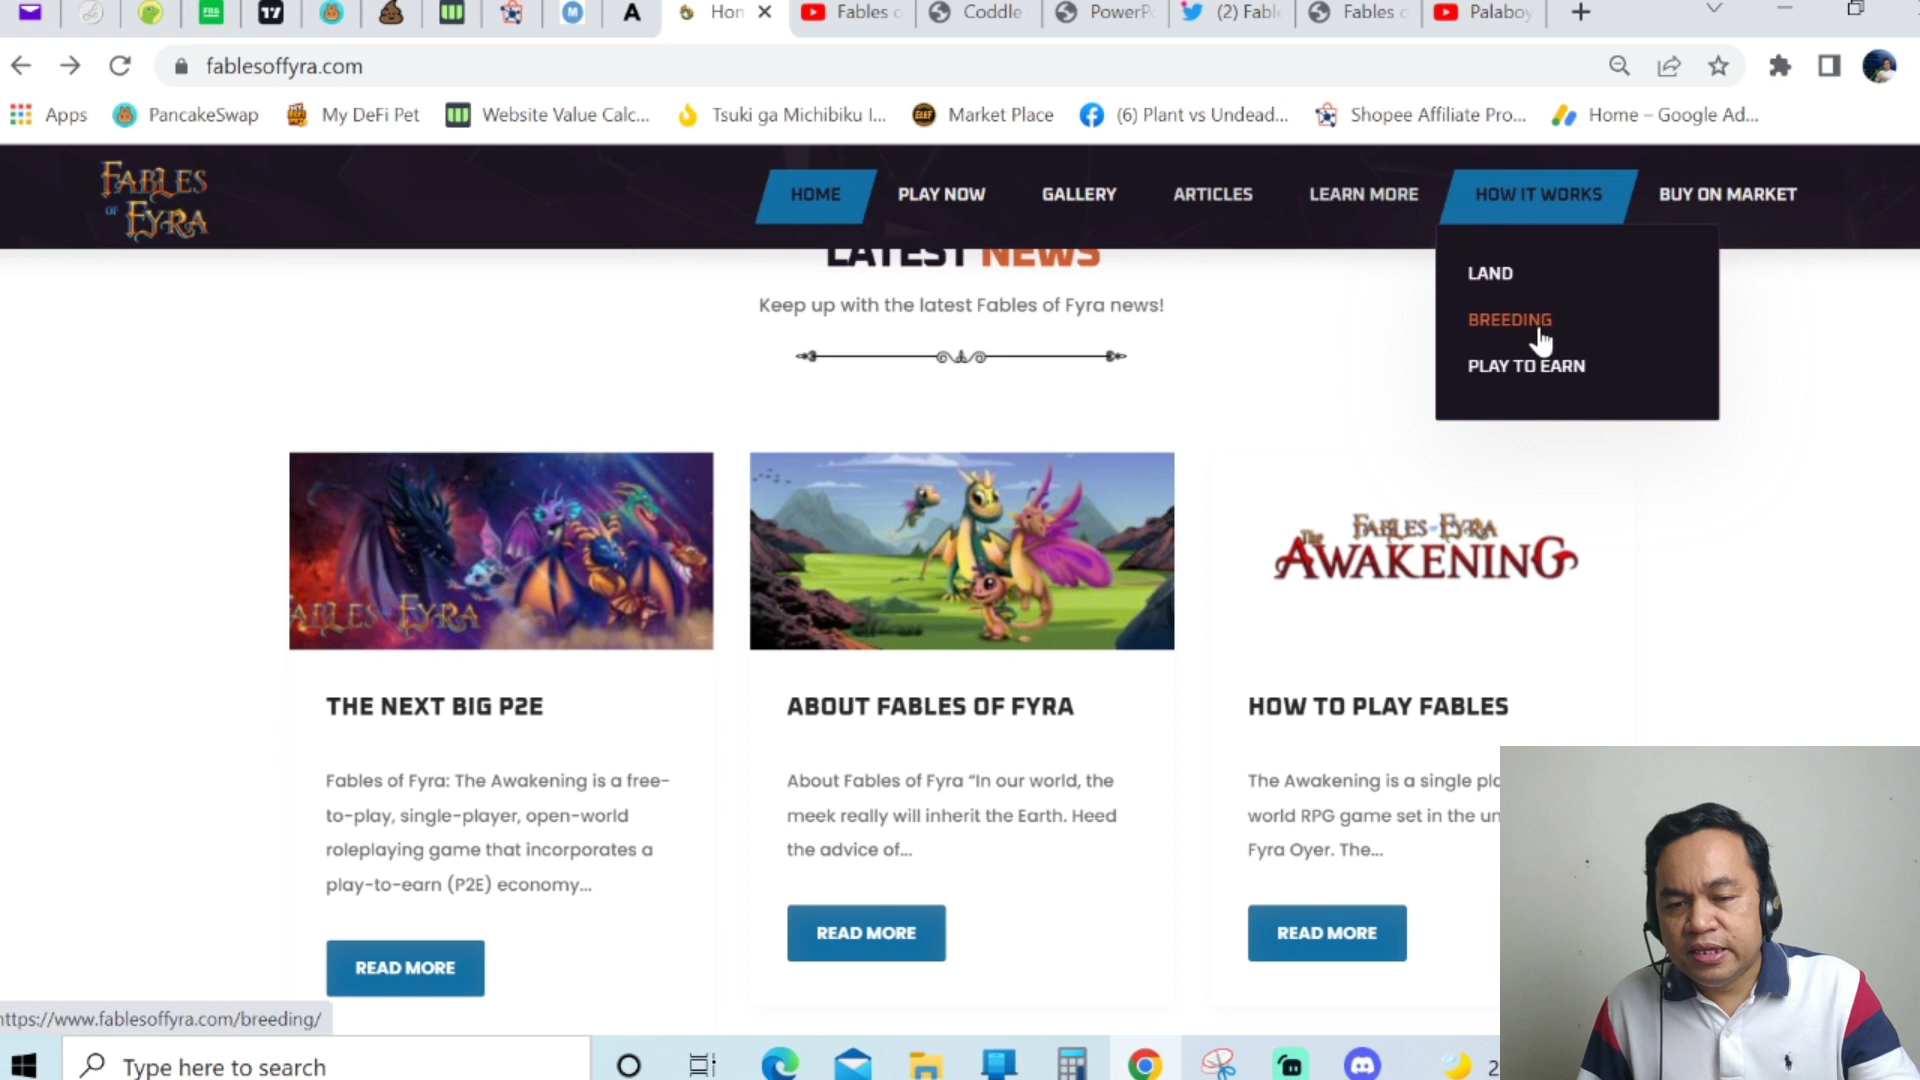 Hon
Fables o
Coddle
PowerP
(2) Fabl
Fables o
Palaboy
fablesoffyra.com
Apps
PancakeSwap
My DeFi Pet
Website Value Calc...
Tsuki ga Michibiku I...
Market Place
(6) Plant vs Undead...
Shopee Affiliate Pro...
Home – Google Ad...
FABLES
OF FYRA
HOME
PLAY NOW
GALLERY
ARTICLES
LEARN MORE
HOW IT WORKS
BUY ON MARKET
LAND
BREEDING
PLAY TO EARN
LATEST NEWS
Keep up with the latest Fables of Fyra news!
FABLES OF FYRA
The AWAKENING
THE NEXT BIG P2E
Fables of Fyra: The Awakening is a free-
to-play, single-player, open-world
roleplaying game that incorporates a
play-to-earn (P2E) economy...
READ MORE
ABOUT FABLES OF FYRA
About Fables of Fyra “In our world, the
meek really will inherit the Earth. Heed
the advice of...
READ MORE
HOW TO PLAY FABLES
The Awakening is a single pla
world RPG game set in the un
Fyra Oyer. The...
READ MORE
https://www.fablesoffyra.com/breeding/
Type here to search